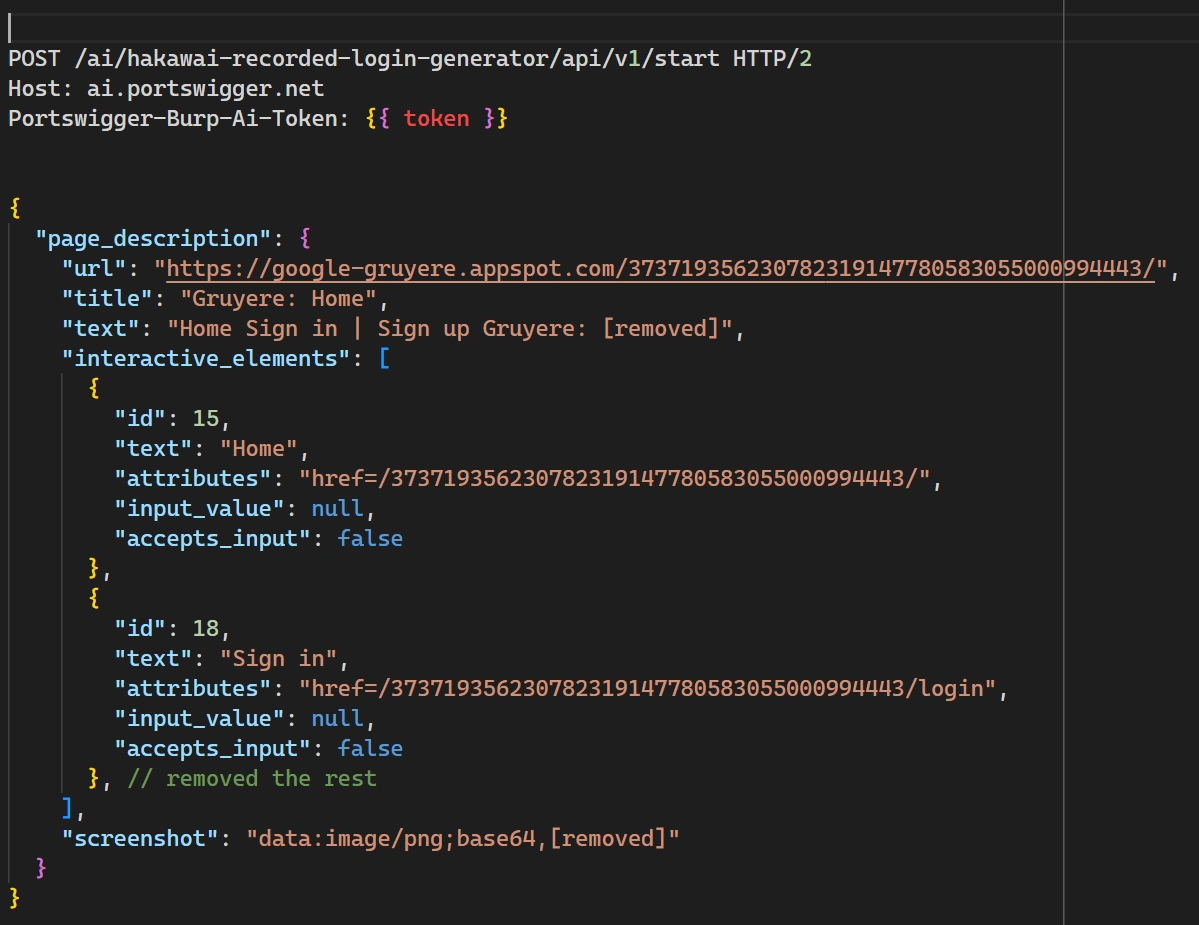 POST /ai/hakawai-recorded-login-generator/api/v1/start HTTP/2
Host: ai.portswigger.net
Portswigger-Burp-Ai-Token: {{ token }}
{
"page_description": {
"url": "https://google-gruyere.appspot.com/373719356230782319147780583055000994443/",
"title": "Gruyere: Home",
"text": "Home Sign in | Sign up Gruyere: [removed]",
"interactive_elements": [
{
"id": 15,
"text": "Home",
"attributes": "href=/373719356230782319147780583055000994443/",
"input_value": null,
"accepts_input": false
},
{
"id": 18,
"text": "Sign in",
"attributes": "href=/373719356230782319147780583055000994443/login",
"input_value": null,
"accepts_input": false
}, // removed the rest
],
"screenshot": "data:image/png;base64,[removed]"
}
}